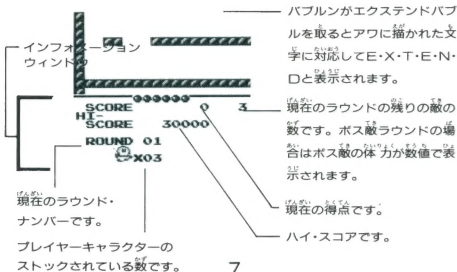 バブルンがエクステンドバブ
ルを取るとアワに描かれた文
字に対応してE・X・T・E・N・
Dと表示されます。
インフォメーション
ウィンドウ
SCORE 0 3
HI-
SCORE 30000
ROUND 01
×03
現在のラウンドの残りの敵の
数です。ボス敵ラウンドの場
合はボス敵の体力が数値で表
示されます。
現在の得点です。
ハイ・スコアです。
現在のラウンド・
ナンバーです。
プレイヤーキャラクターの
ストックされている数です。
7